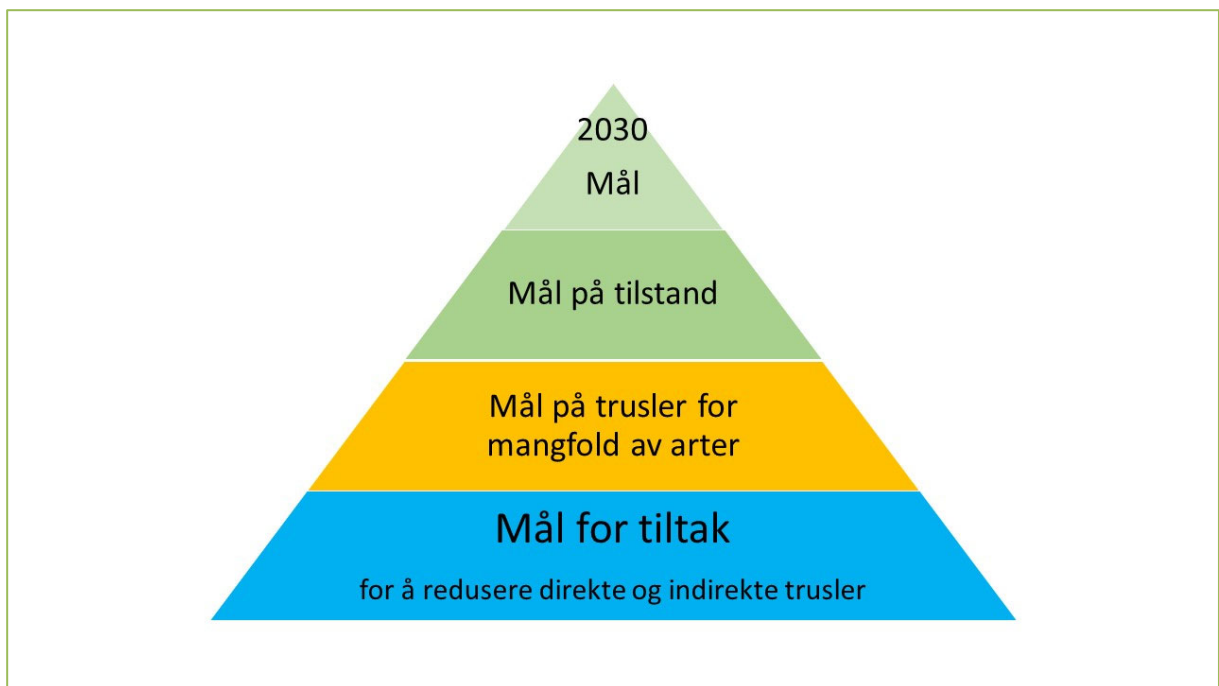 2030
Mål
Mål på tilstand
Mål på trusler for
mangfold av arter
Mål for tiltak
for å redusere direkte og indirekte trusler